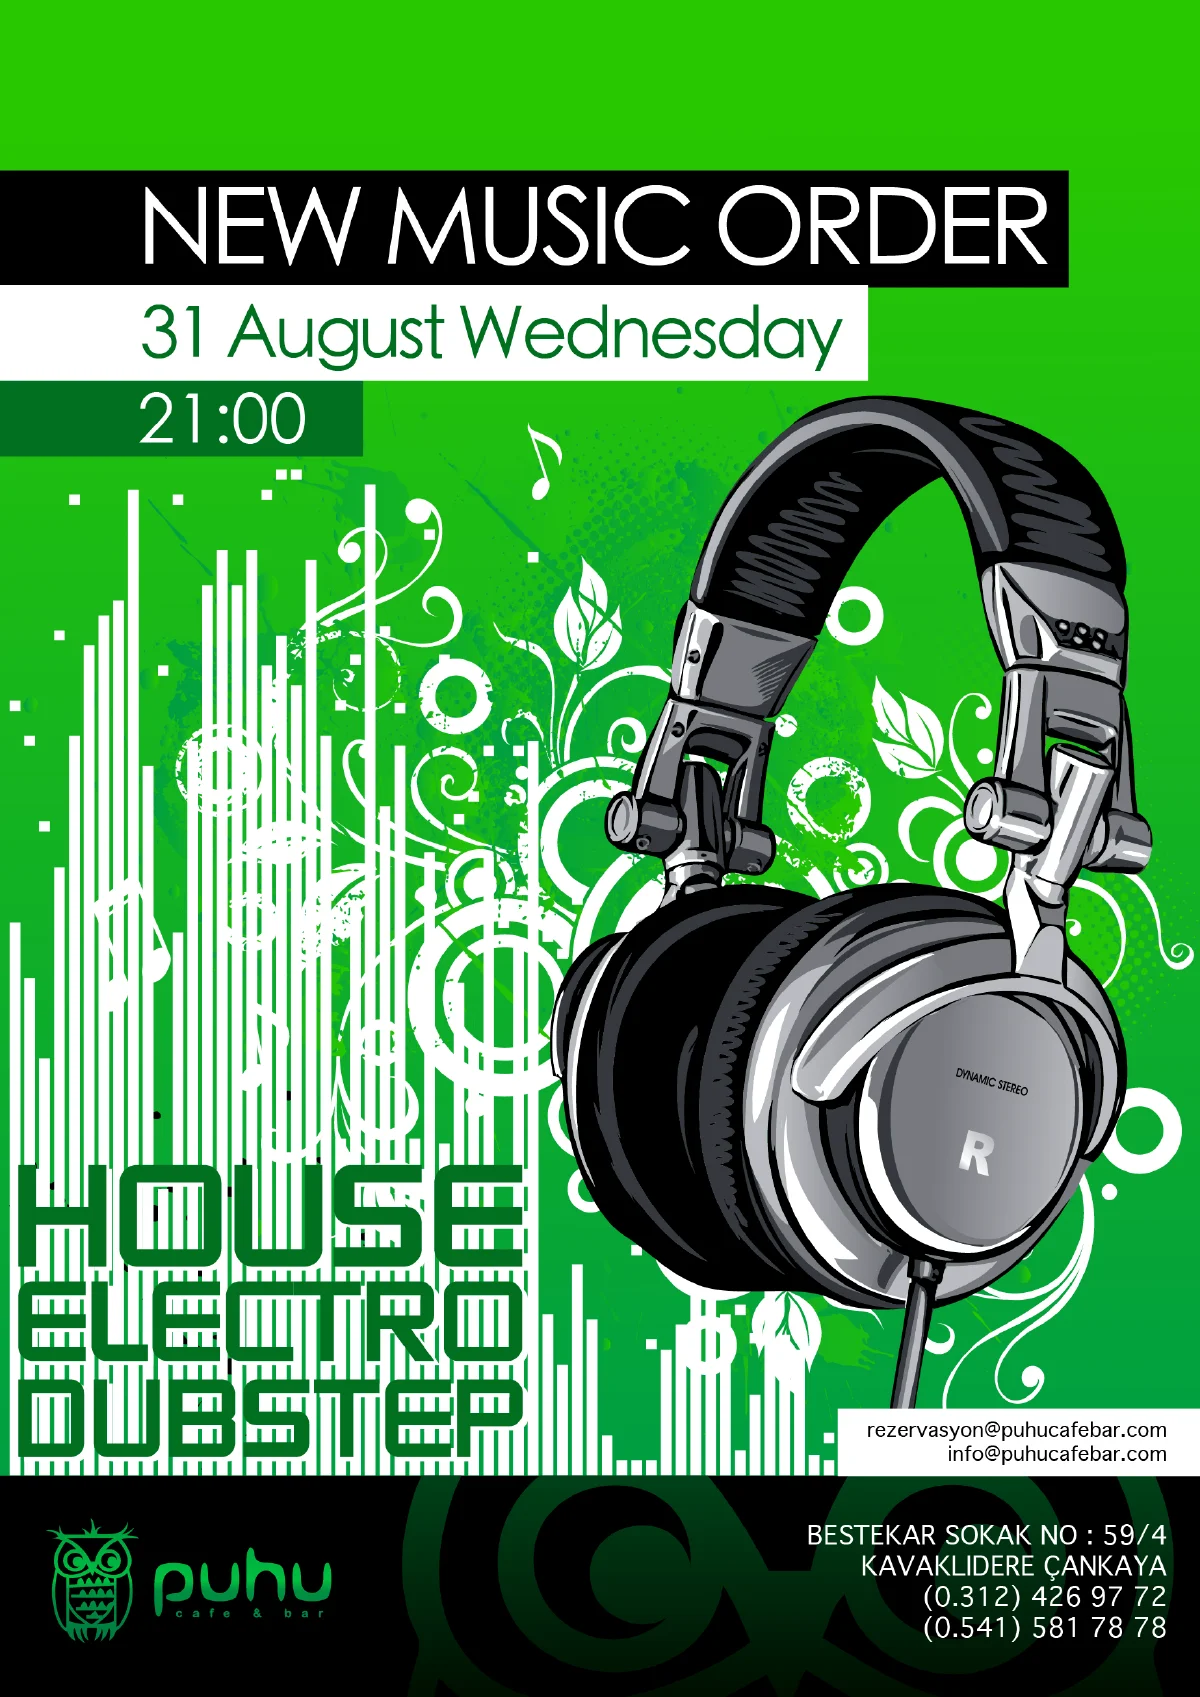 NEW MUSIC ORDER
31 August Wednesday
21:00
DYNAMIC STEREO
R
HOUSE
ELECTRO
DUBSTEP
rezervasyon@puhucafebar.com
info@puhucafebar.com
puhu
cafe & bar
BESTEKAR SOKAK NO : 59/4
KAVAKLIDERE ÇANKAYA
(0.312) 426 97 72
(0.541) 581 78 78